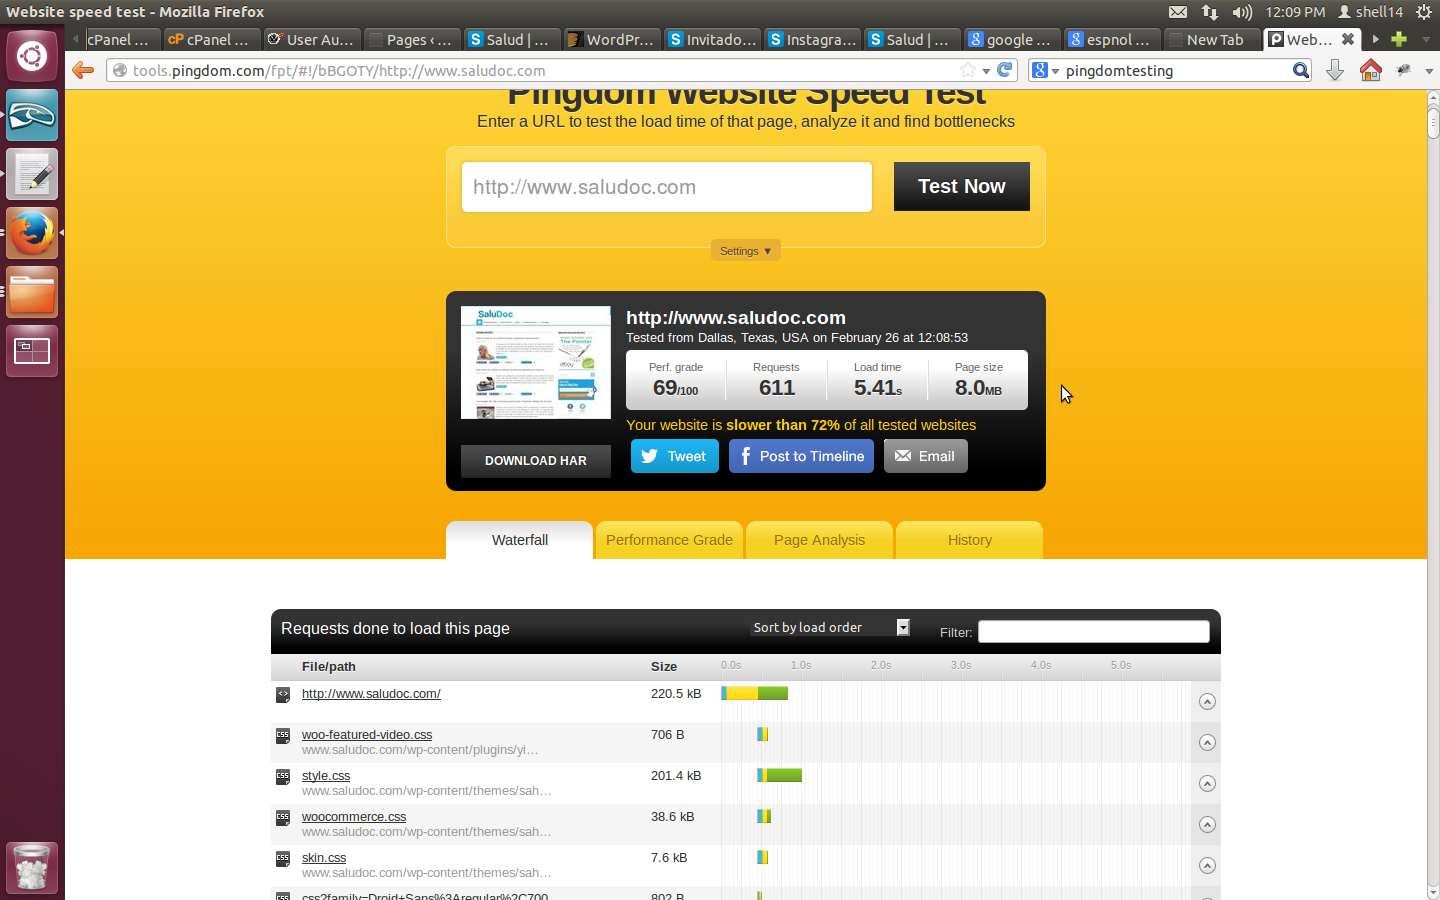 Website speed test - Mozilla Firefox
12:09 PM shell14
cPanel ...
cP cPanel ...
User Au...
Pages ‹ ...
S Salud | ...
WordPr...
S Invitado...
S Instagra...
S Salud | ...
google ...
espnol ...
New Tab
Web...
tools.pingdom.com/fpt/#!/bBGOTY/http://www.saludoc.com
pingdomtesting
Pingdom Website Speed Test
Enter a URL to test the load time of that page, analyze it and find bottlenecks
http://www.saludoc.com
Test Now
Settings ▼
SaluDoc
http://www.saludoc.com
Tested from Dallas, Texas, USA on February 26 at 12:08:53
Perf. grade Requests Load time Page size
69/100 611 5.41s 8.0MB
Your website is slower than 72% of all tested websites
DOWNLOAD HAR
Tweet
Post to Timeline
Email
Waterfall
Performance Grade
Page Analysis
History
Requests done to load this page
Sort by load order
Filter:
File/path Size 0.0s 1.0s 2.0s 3.0s 4.0s 5.0s
http://www.saludoc.com/ 220.5 kB
CSS woo-featured-video.css 706 B
www.saludoc.com/wp-content/plugins/yi...
CSS style.css 201.4 kB
www.saludoc.com/wp-content/themes/sah...
CSS woocommerce.css 38.6 kB
www.saludoc.com/wp-content/themes/sah...
CSS skin.css 7.6 kB
www.saludoc.com/wp-content/themes/sah...
CSS css?family=Droid+Sans%3Aregular%2C700 802 B